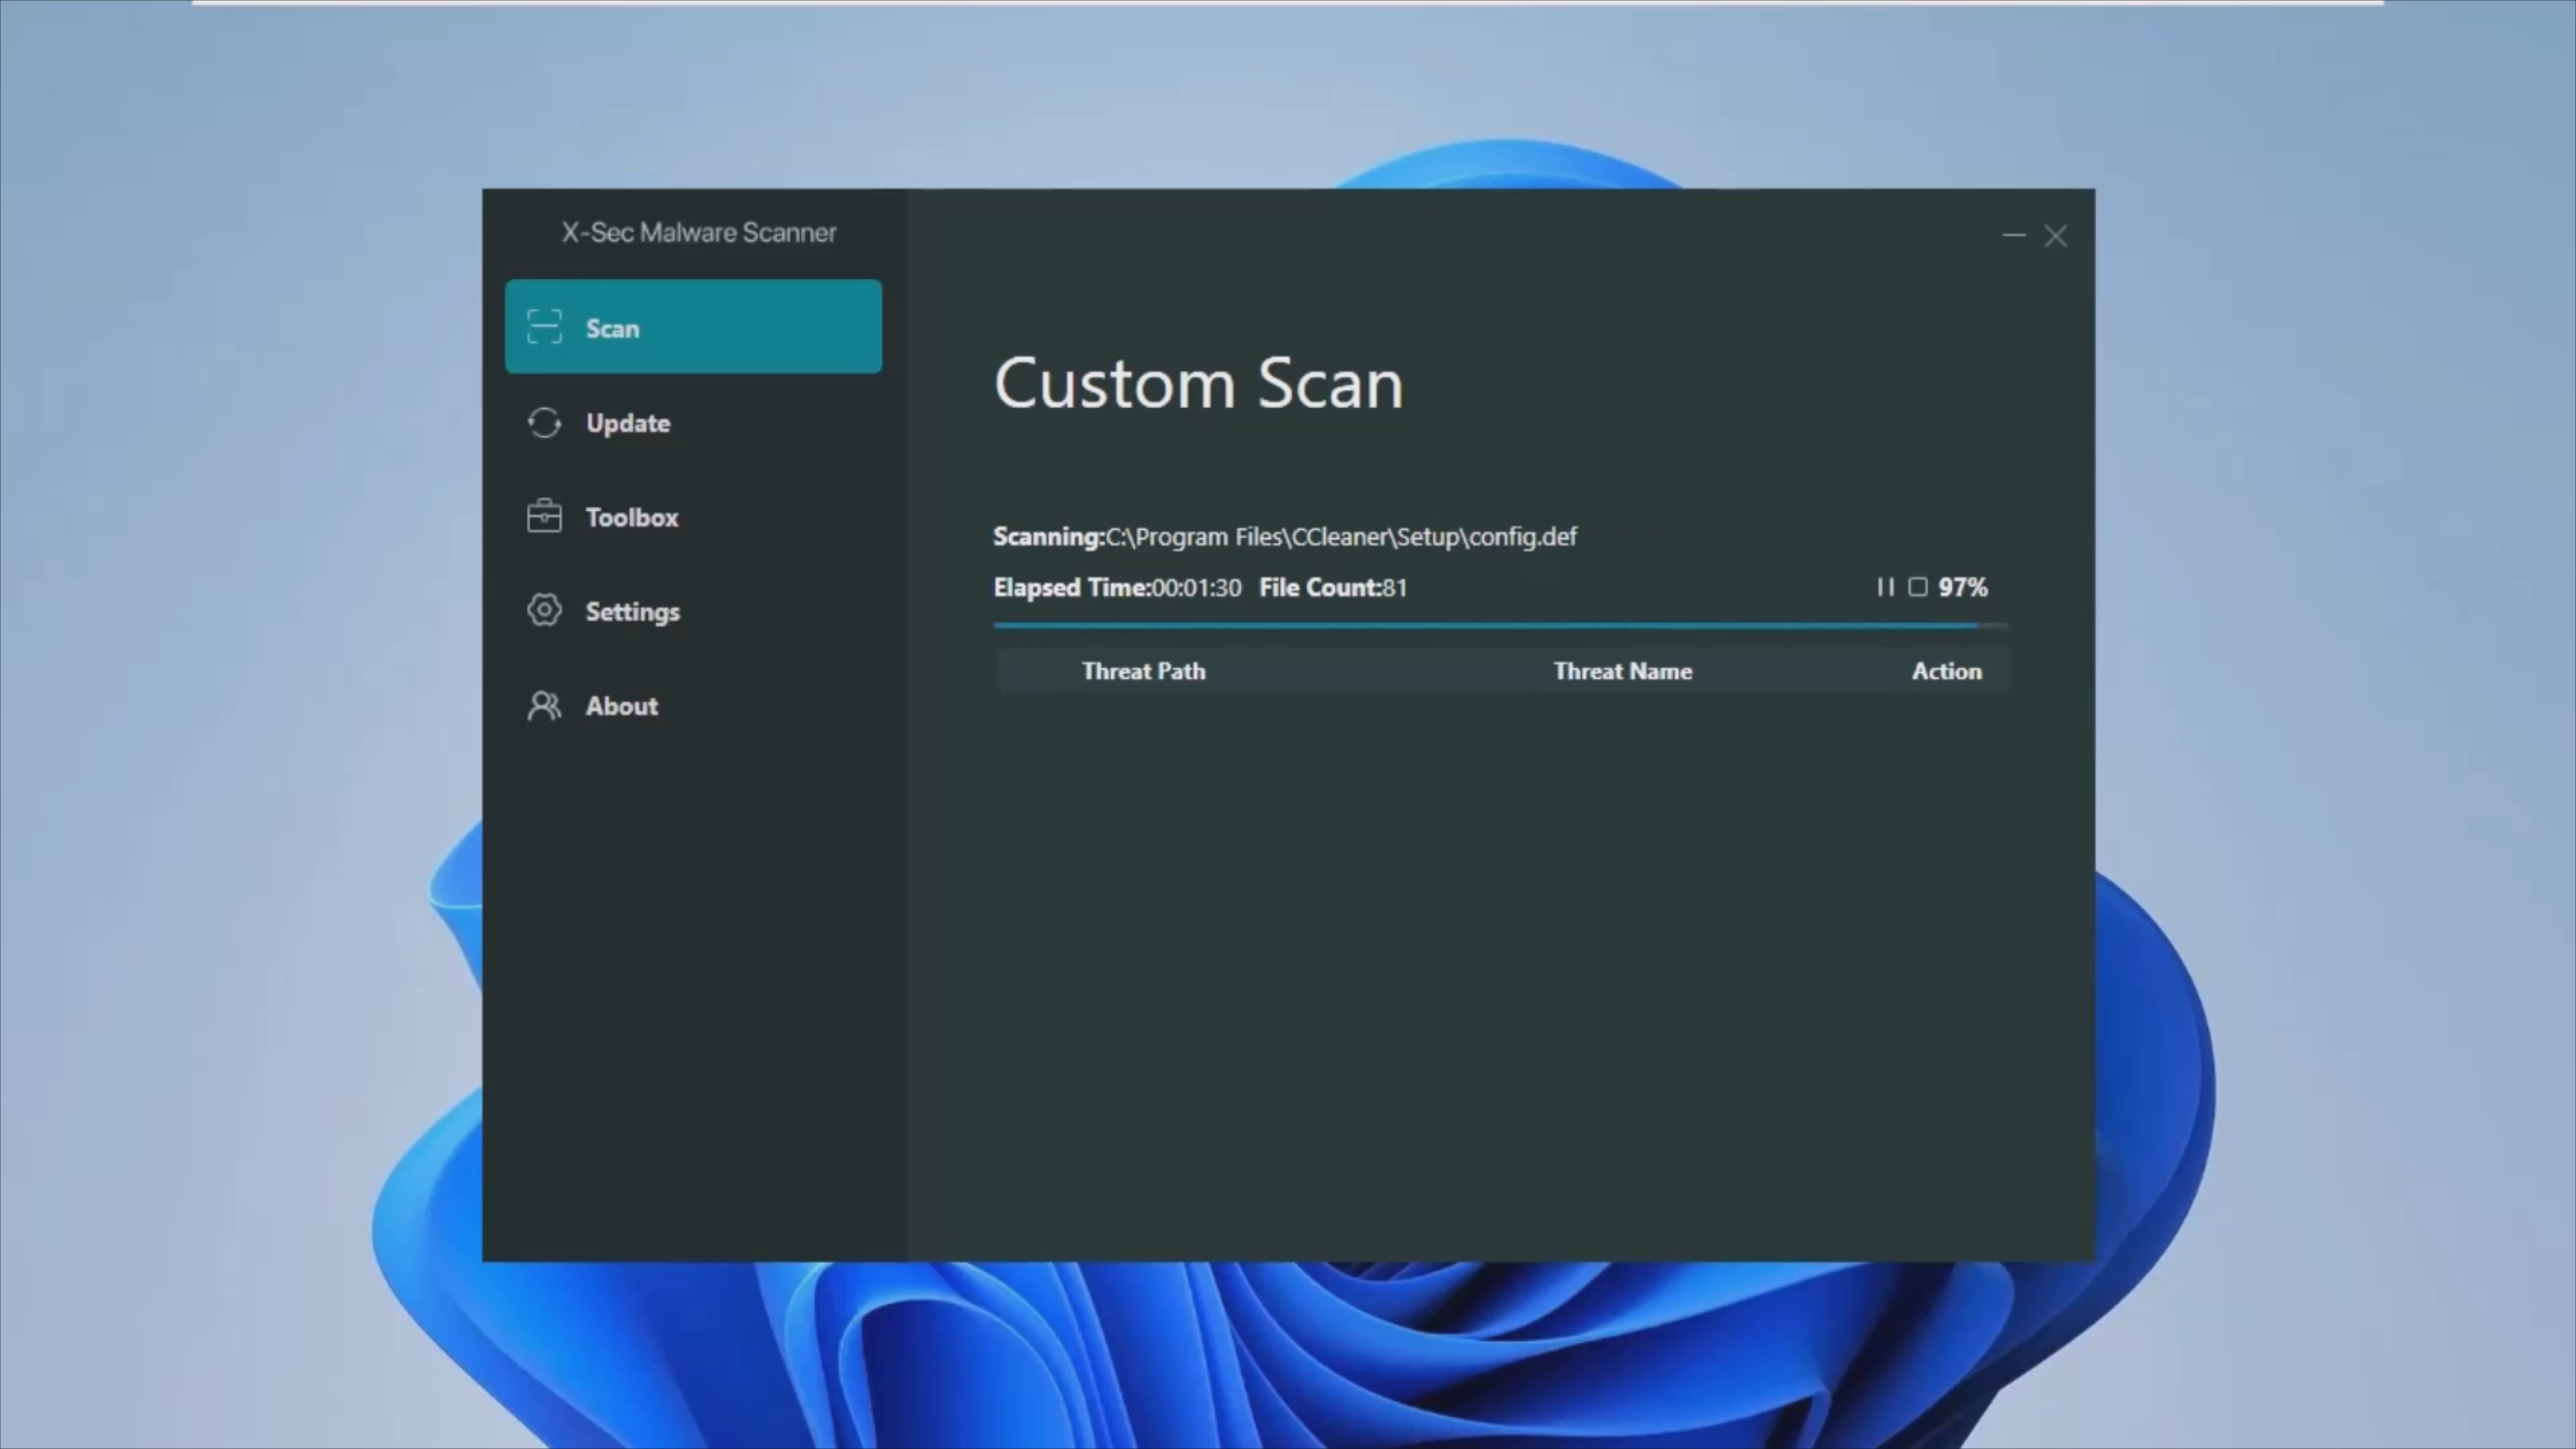 X-Sec Malware Scanner
Scan
Update
Toolbox
Settings
About
Custom Scan
Scanning:C:\Program Files\CCleaner\Setup\config.def
Elapsed Time:00:01:30 File Count:81 97%
Threat Path Threat Name Action